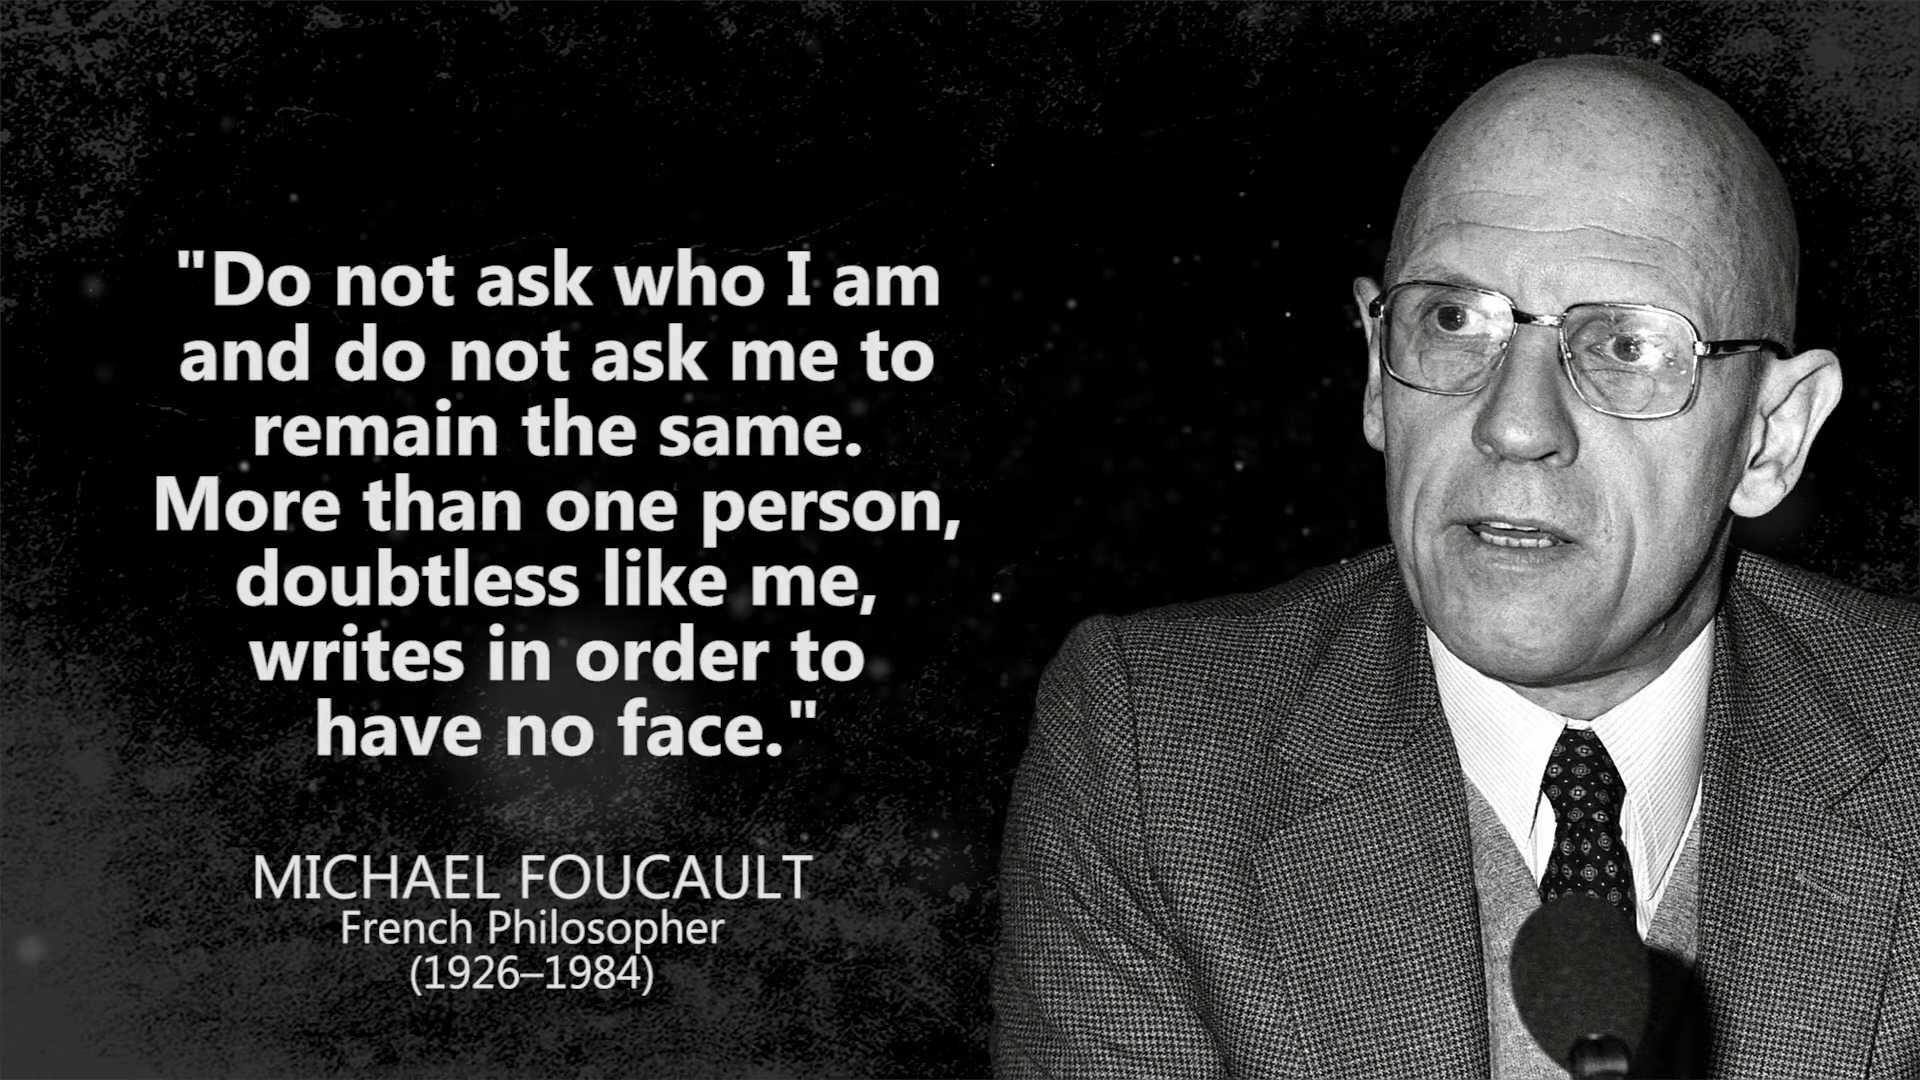 "Do not ask who I am
and do not ask me to
remain the same.
More than one person,
doubtless like me,
writes in order to
have no face."
MICHAEL FOUCAULT
French Philosopher
(1926–1984)